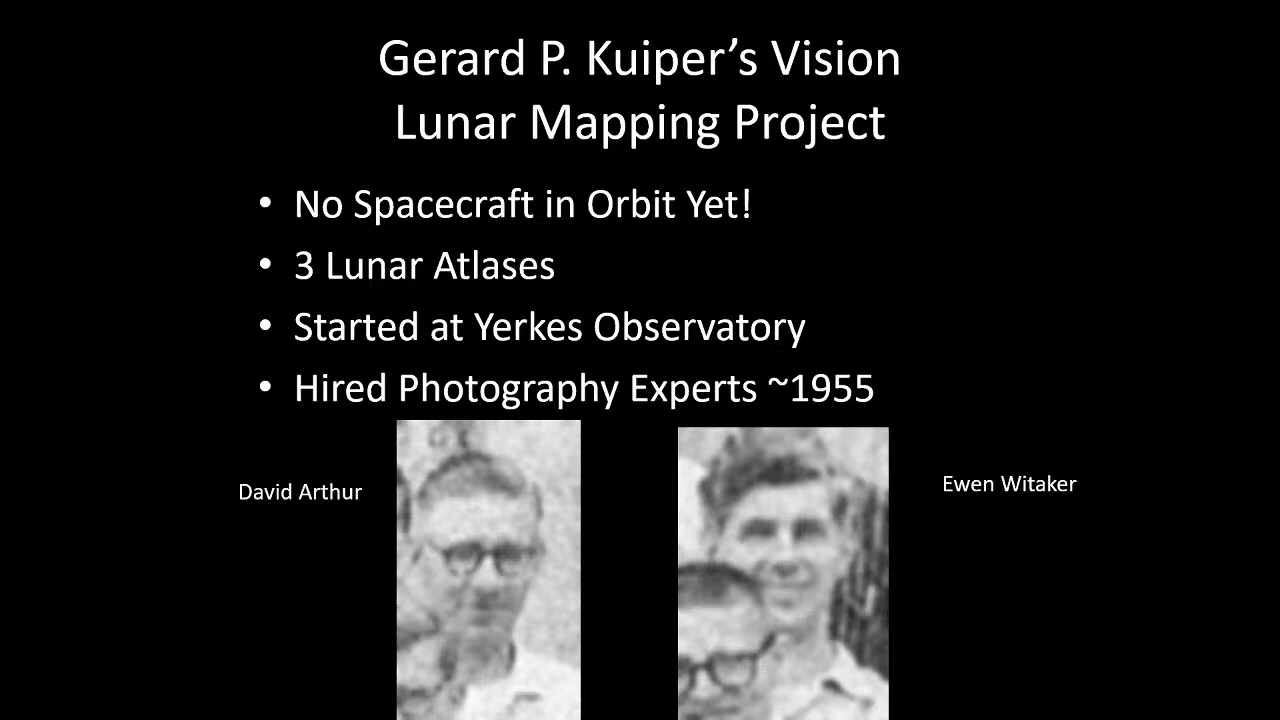 Gerard P. Kuiper’s Vision
Lunar Mapping Project
• No Spacecraft in Orbit Yet!
• 3 Lunar Atlases
• Started at Yerkes Observatory
• Hired Photography Experts ~1955
David Arthur
Ewen Witaker